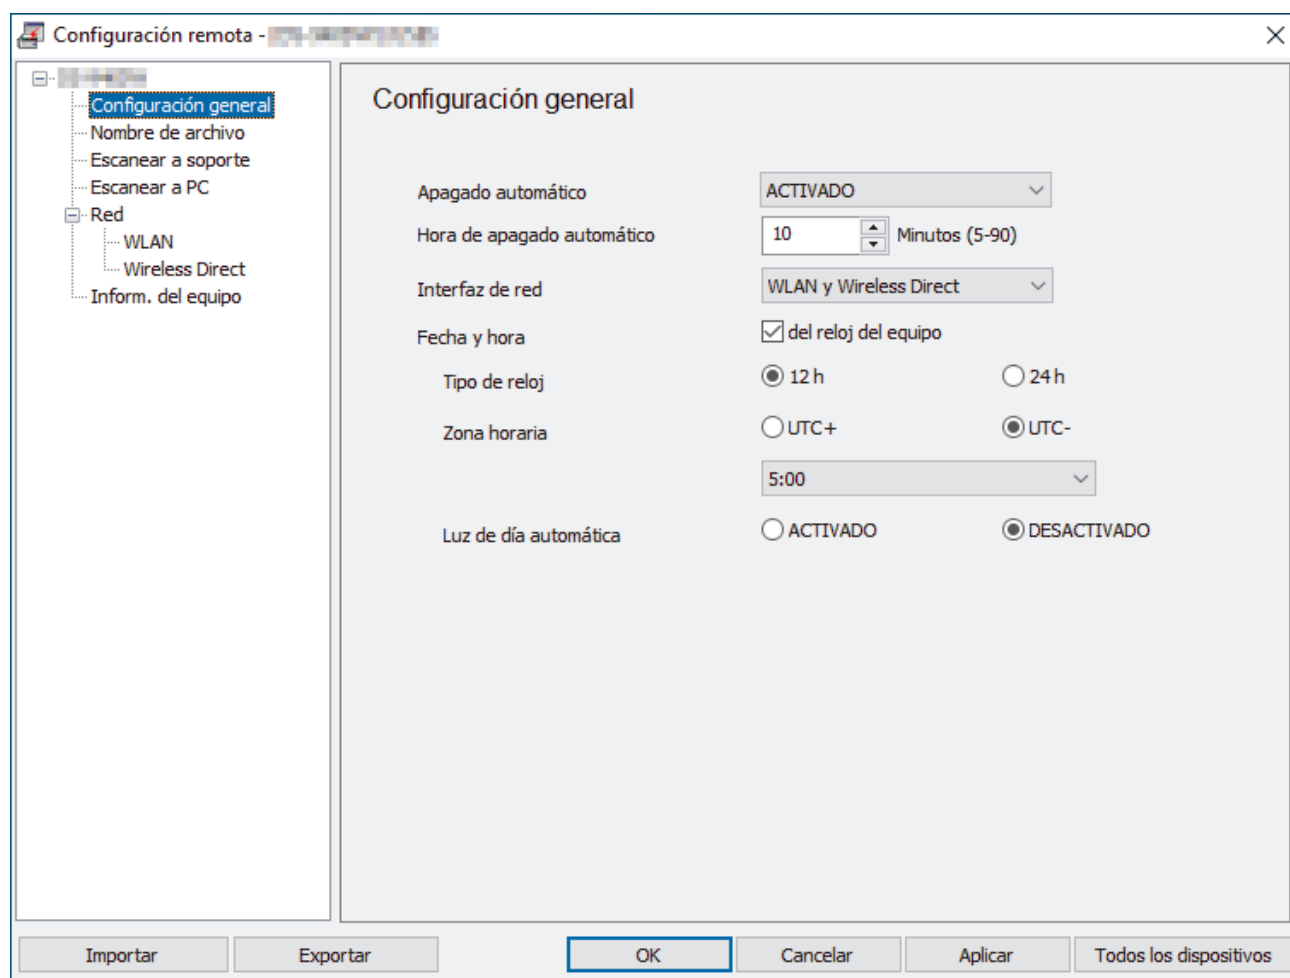 Configuración remota -
Configuración general
Nombre de archivo
Escanear a soporte
Escanear a PC
Red
WLAN
Wireless Direct
Inform. del equipo
Configuración general
Apagado automático ACTIVADO
Hora de apagado automático 10 Minutos (5-90)
Interfaz de red WLAN y Wireless Direct
Fecha y hora del reloj del equipo
Tipo de reloj 12 h 24 h
Zona horaria UTC+ UTC-
5:00
Luz de día automática ACTIVADO DESACTIVADO
Importar Exportar OK Cancelar Aplicar Todos los dispositivos